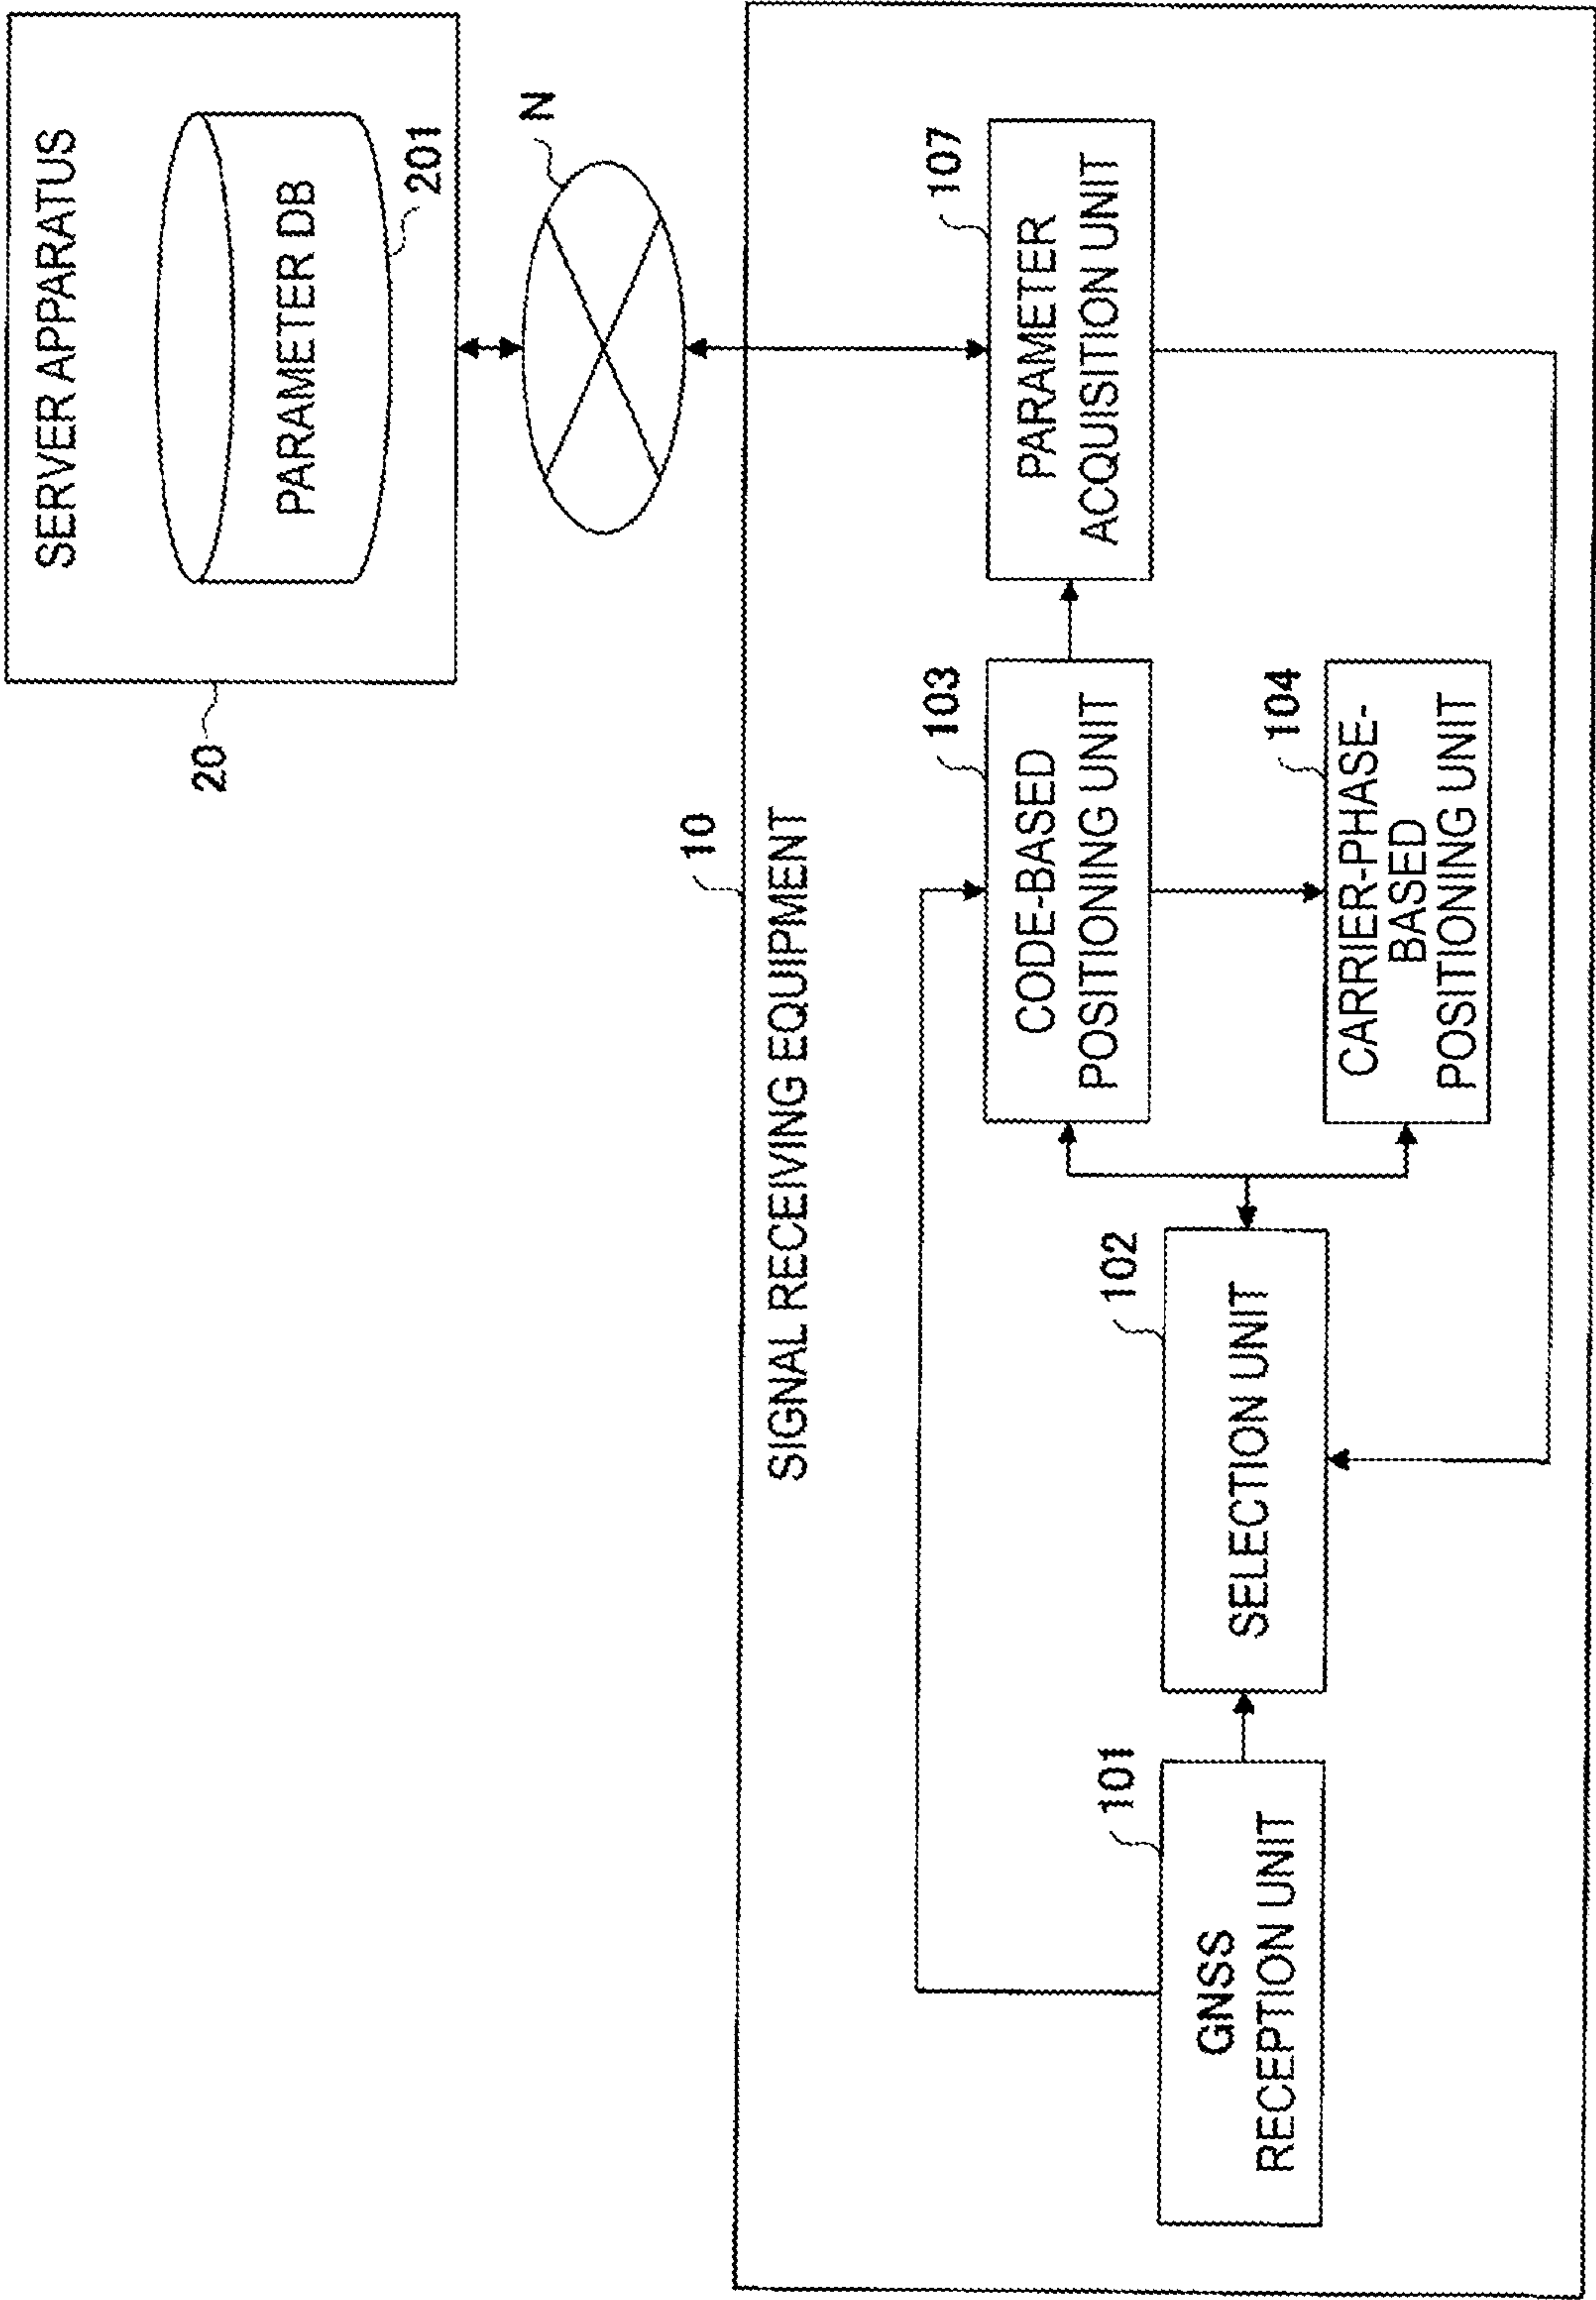 SERVER APPARATUS
PARAMETER DB
201
20
N
10
SIGNAL RECEIVING EQUIPMENT
101
GNSS
RECEPTION UNIT
102
SELECTION UNIT
103
CODE-BASED
POSITIONING UNIT
104
CARRIER-PHASE-
BASED
POSITIONING UNIT
107
PARAMETER
ACQUISITION UNIT